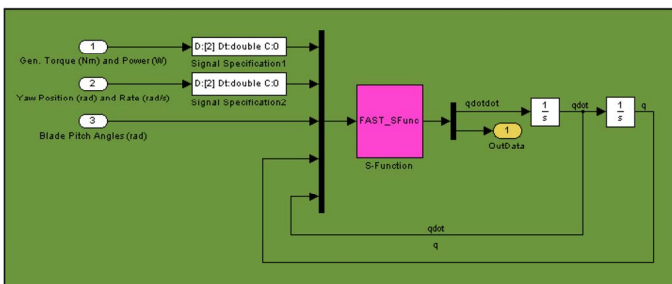 1
D:[2] Dt:double C:0
Gen. Torque (Nm) and Power (W)
Signal Specification1
2
D:[2] Dt:double C:0
Yaw Position (rad) and Rate (rad/s)
Signal Specification2
3
Blade Pitch Angles (rad)
FAST_SFunc
S-Function
qdotdot
1
OutData
1
s
qdot
1
s
q
qdot
q